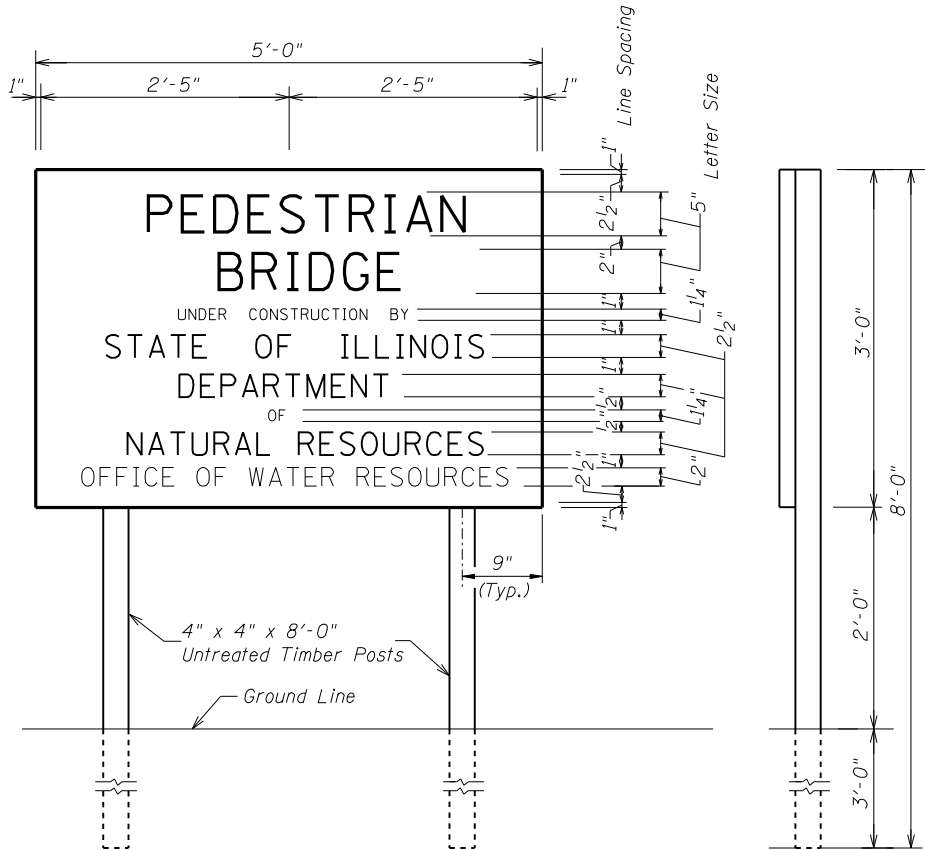 5'-0"
1" 2'-5" 2'-5" 1"
Line Spacing
Letter Size
PEDESTRIAN
BRIDGE
UNDER CONSTRUCTION BY
STATE OF ILLINOIS
DEPARTMENT
OF
NATURAL RESOURCES
OFFICE OF WATER RESOURCES
1"
2½"
2"
1"
1"
1"
½"
½"
1"
2½"
1"
5"
1¼"
2½"
1¼"
2"
3'-0"
8'-0"
2'-0"
3'-0"
9"
(Typ.)
4" x 4" x 8'-0"
Untreated Timber Posts
Ground Line